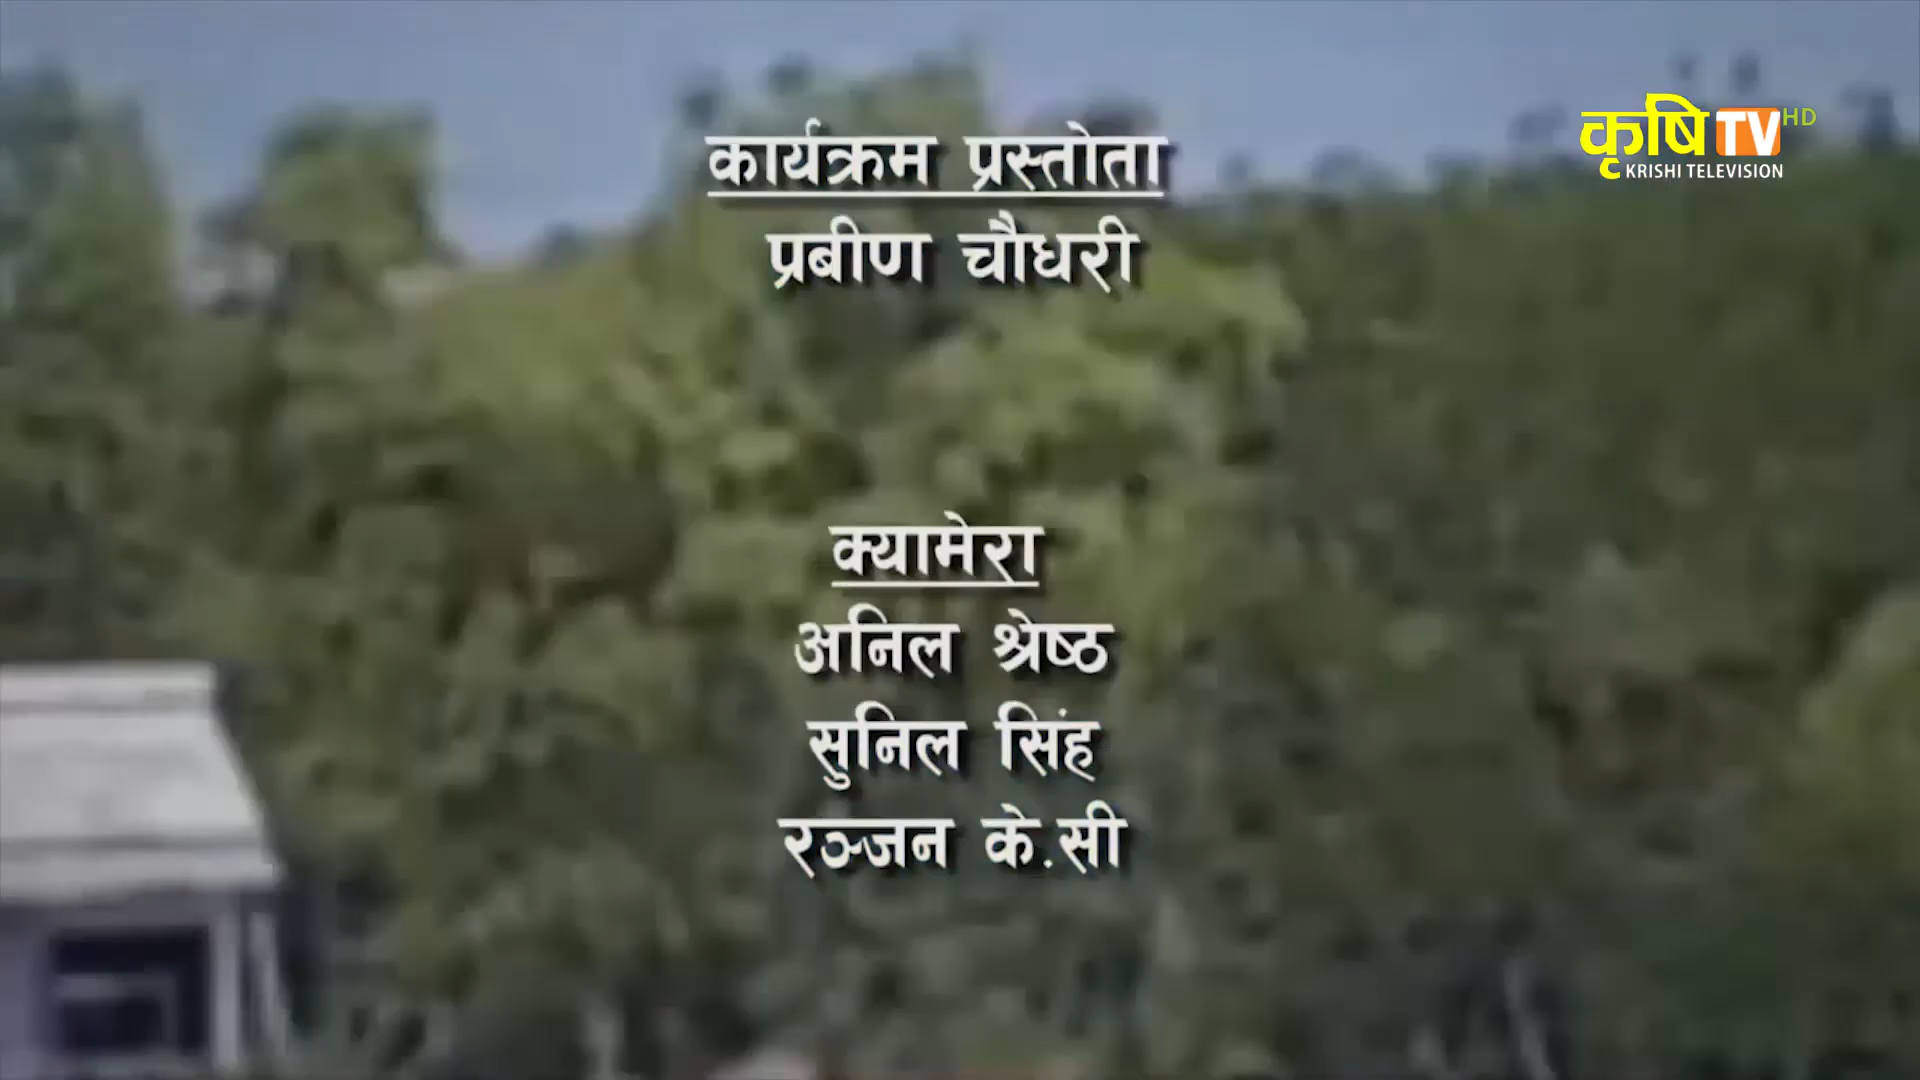 कार्यक्रम प्रस्तोता
प्रबीण चौधरी
कृषि TV HD
KRISHI TELEVISION
क्यामेरा
अनिल श्रेष्ठ
सुनिल सिंह
रञ्जन के.सी